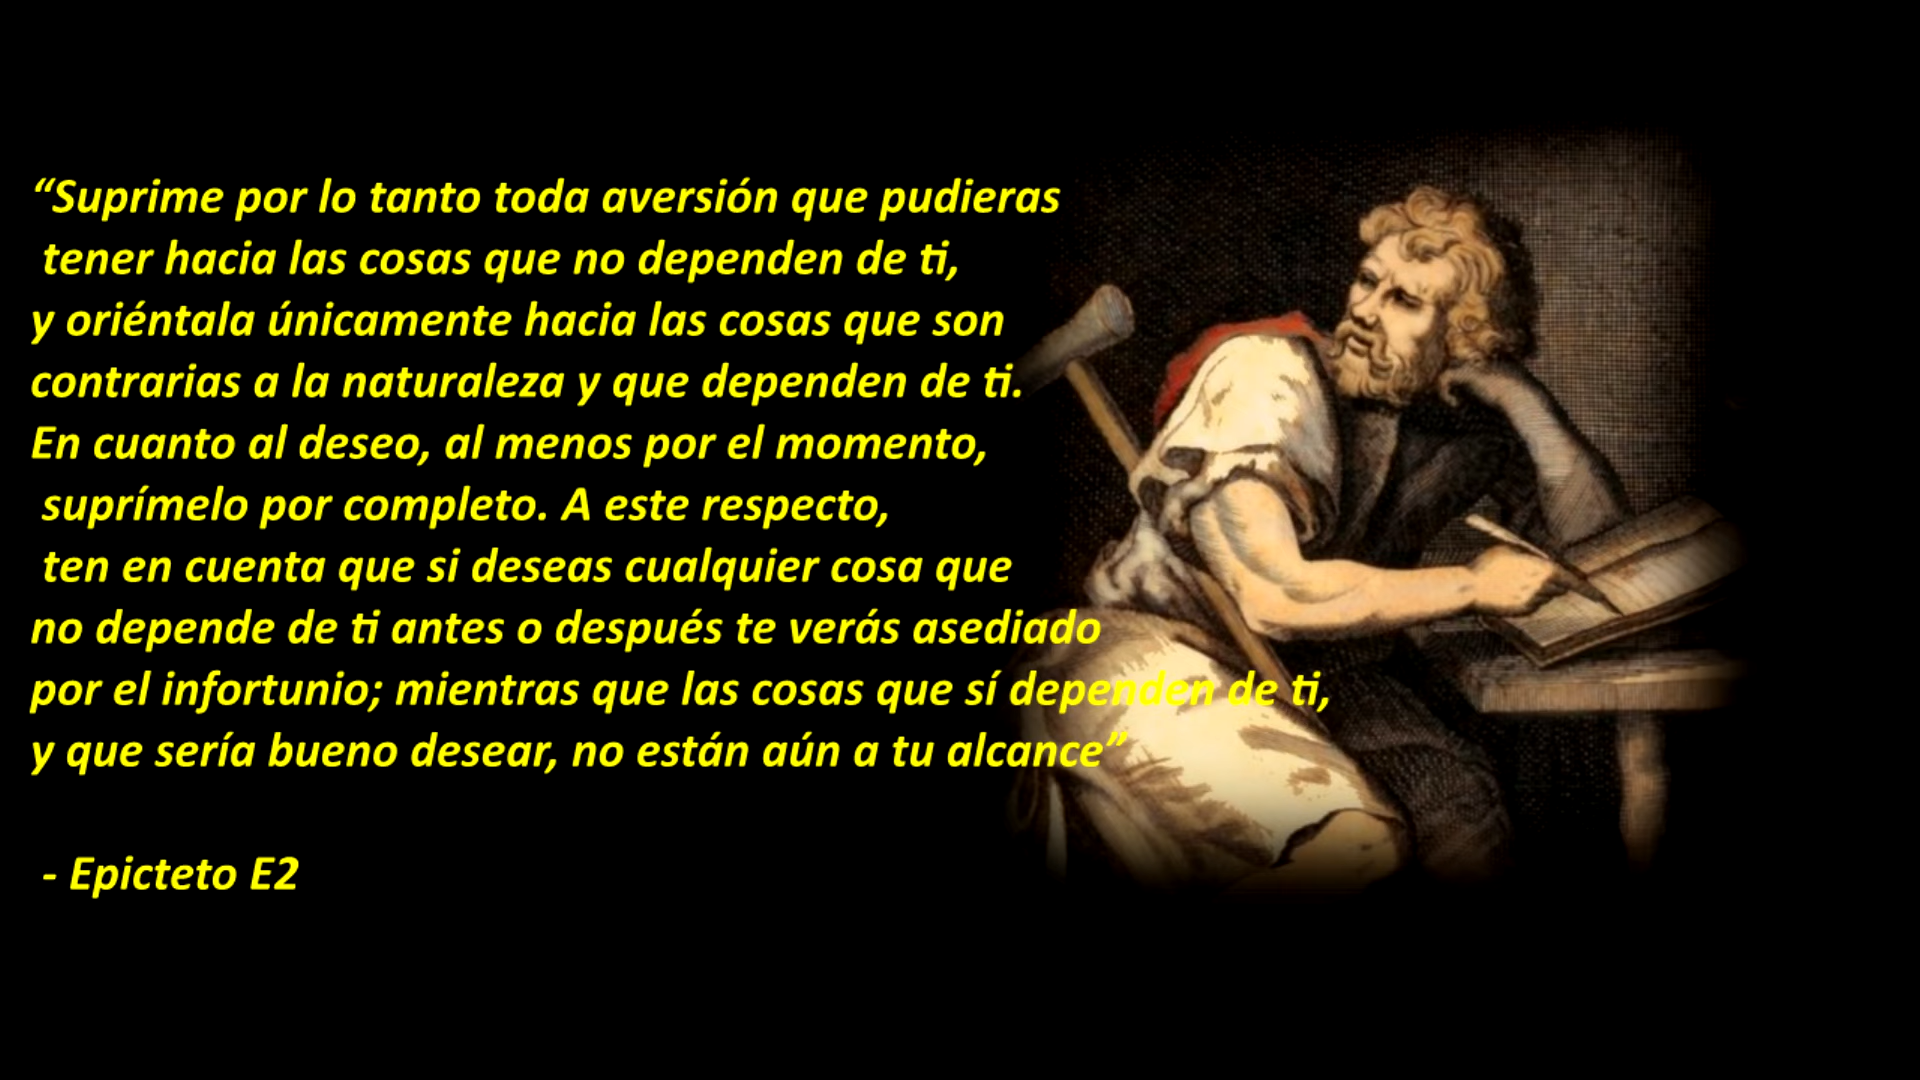 “Suprime por lo tanto toda aversión que pudieras
tener hacia las cosas que no dependen de ti,
y oriéntala únicamente hacia las cosas que son
contrarias a la naturaleza y que dependen de ti.
En cuanto al deseo, al menos por el momento,
suprímelo por completo. A este respecto,
ten en cuenta que si deseas cualquier cosa que
no depende de ti antes o después te verás asediado
por el infortunio; mientras que las cosas que sí dependen de ti,
y que sería bueno desear, no están aún a tu alcance”
- Epicteto E2